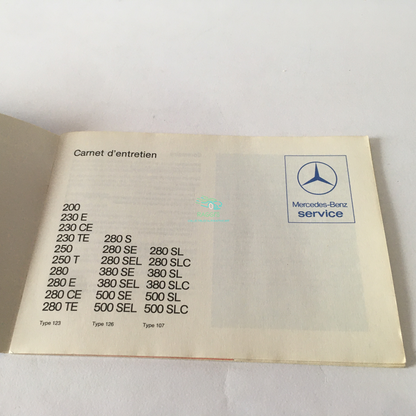 Carnet d'entretien
Mercedes-Benz
service
200
230 E
230 CE
230 TE
250
250 T
280
280 E
280 CE
280 TE
Type 123
280 S
280 SE
280 SEL
380 SE
380 SEL
500 SE
500 SEL
Type 126
280 SL
280 SLC
380 SL
380 SLC
500 SL
500 SLC
Type 107